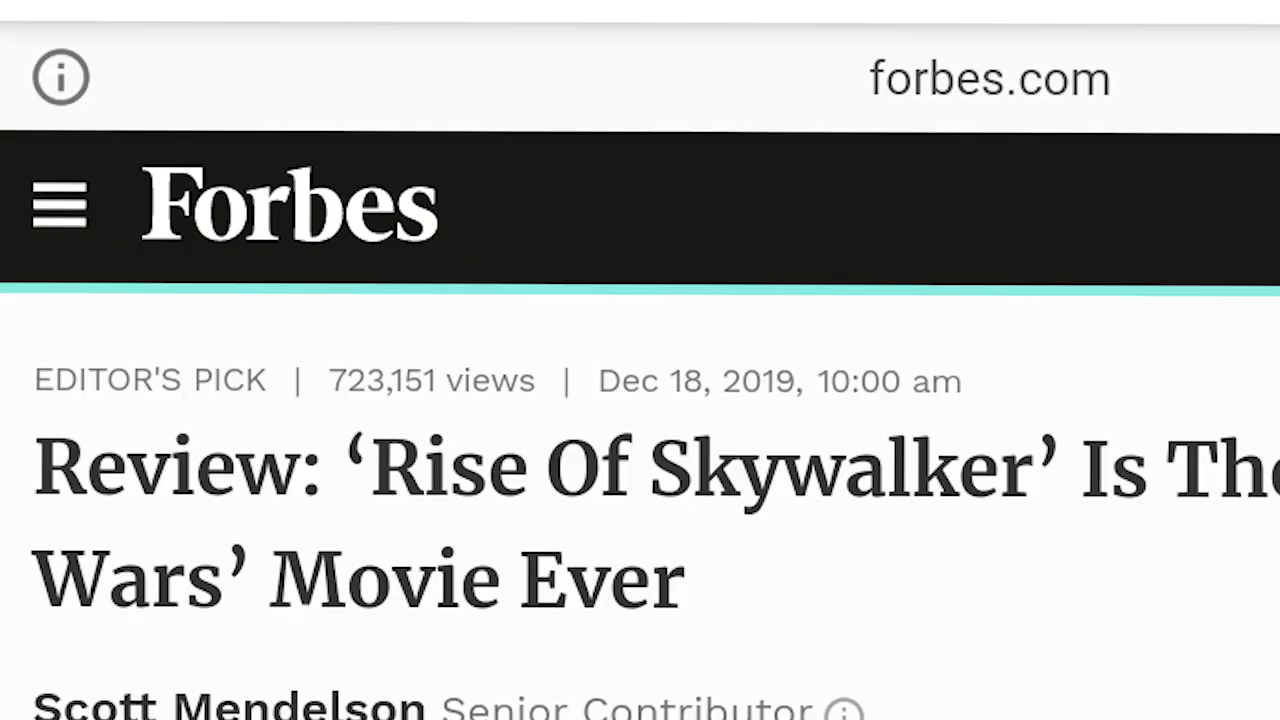 forbes.com
Forbes
EDITOR'S PICK | 723,151 views | Dec 18, 2019, 10:00 am
Review: ‘Rise Of Skywalker’ Is The
Wars’ Movie Ever
Scott Mendelson Senior Contributor